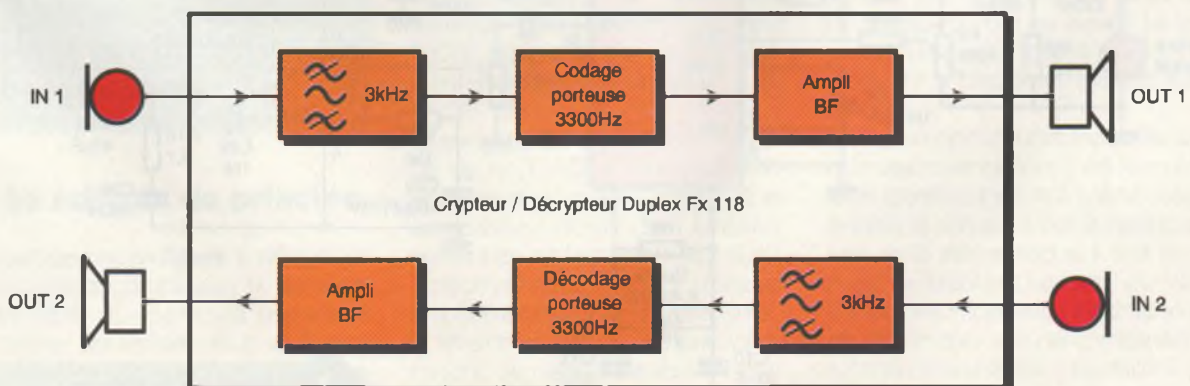 IN 1
3kHz
Codage
porteuse
3300Hz
Ampli
BF
OUT 1
Crypteur / Décrypteur Duplex Fx 118
OUT 2
Ampli
BF
Décodage
porteuse
3300Hz
3kHz
IN 2